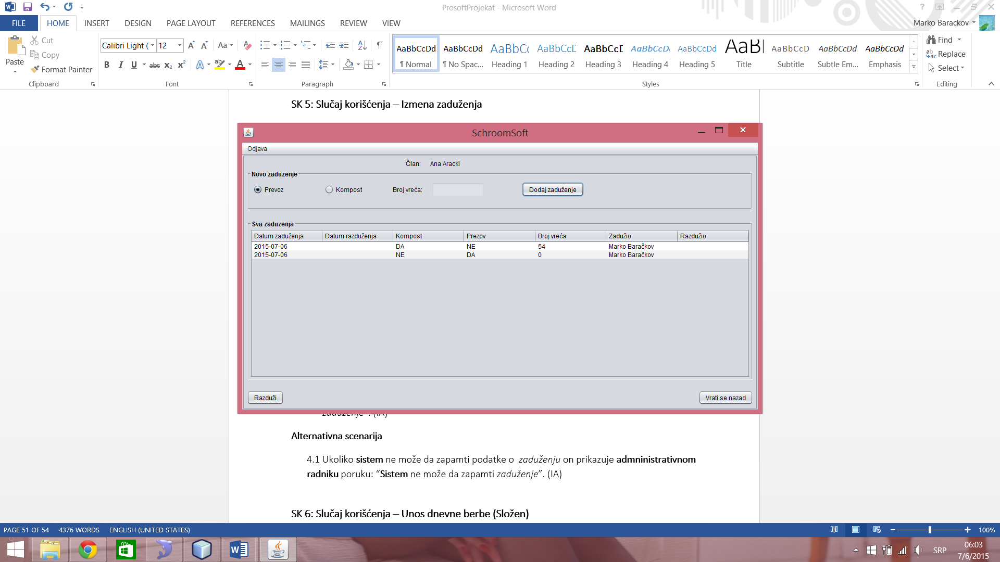 ProsoftProjekat - Microsoft Word
FILE HOME INSERT DESIGN PAGE LAYOUT REFERENCES MAILINGS REVIEW VIEW Marko Barackov
Paste
Cut
Copy
Format Painter
Clipboard
Calibri Light ( 12
Font
Paragraph
AaBbCcDd ¶ Normal
AaBbCcDd ¶ No Spac...
AaBbCc Heading 1
AaBbCcD Heading 2
AaBbCcD Heading 3
AaBbCcD Heading 4
AaBbCcDd Heading 5
AaB Title
AaBbCcD Subtitle
AaBbCcDd Subtle Em...
AaBbCcDd Emphasis
Styles
Find
Replace
Select
Editing
SK 5: Slučaj korišćenja – Izmena zaduženja
SchroomSoft
Odjava
Član: Ana Aracki
Novo zaduzenje
Prevoz Kompost Broj vreća: Dodaj zaduženje
Sva zaduzenja
Datum zaduženja Datum razduženja Kompost Prezov Broj vreća Zadužio Razdužio
2015-07-06 DA NE 54 Marko Baračkov
2015-07-06 NE DA 0 Marko Baračkov
Razduži Vrati se nazad
zaduženje”. (IA)
Alternativna scenarija
4.1 Ukoliko sistem ne može da zapamti podatke o zaduženju on prikazuje admninistrativnom
radniku poruku: “Sistem ne može da zapamti zaduženje”. (IA)
SK 6: Slučaj korišćenja – Unos dnevne berbe (Složen)
PAGE 51 OF 54 4376 WORDS ENGLISH (UNITED STATES) 100%
SRP 06:03
7/6/2015